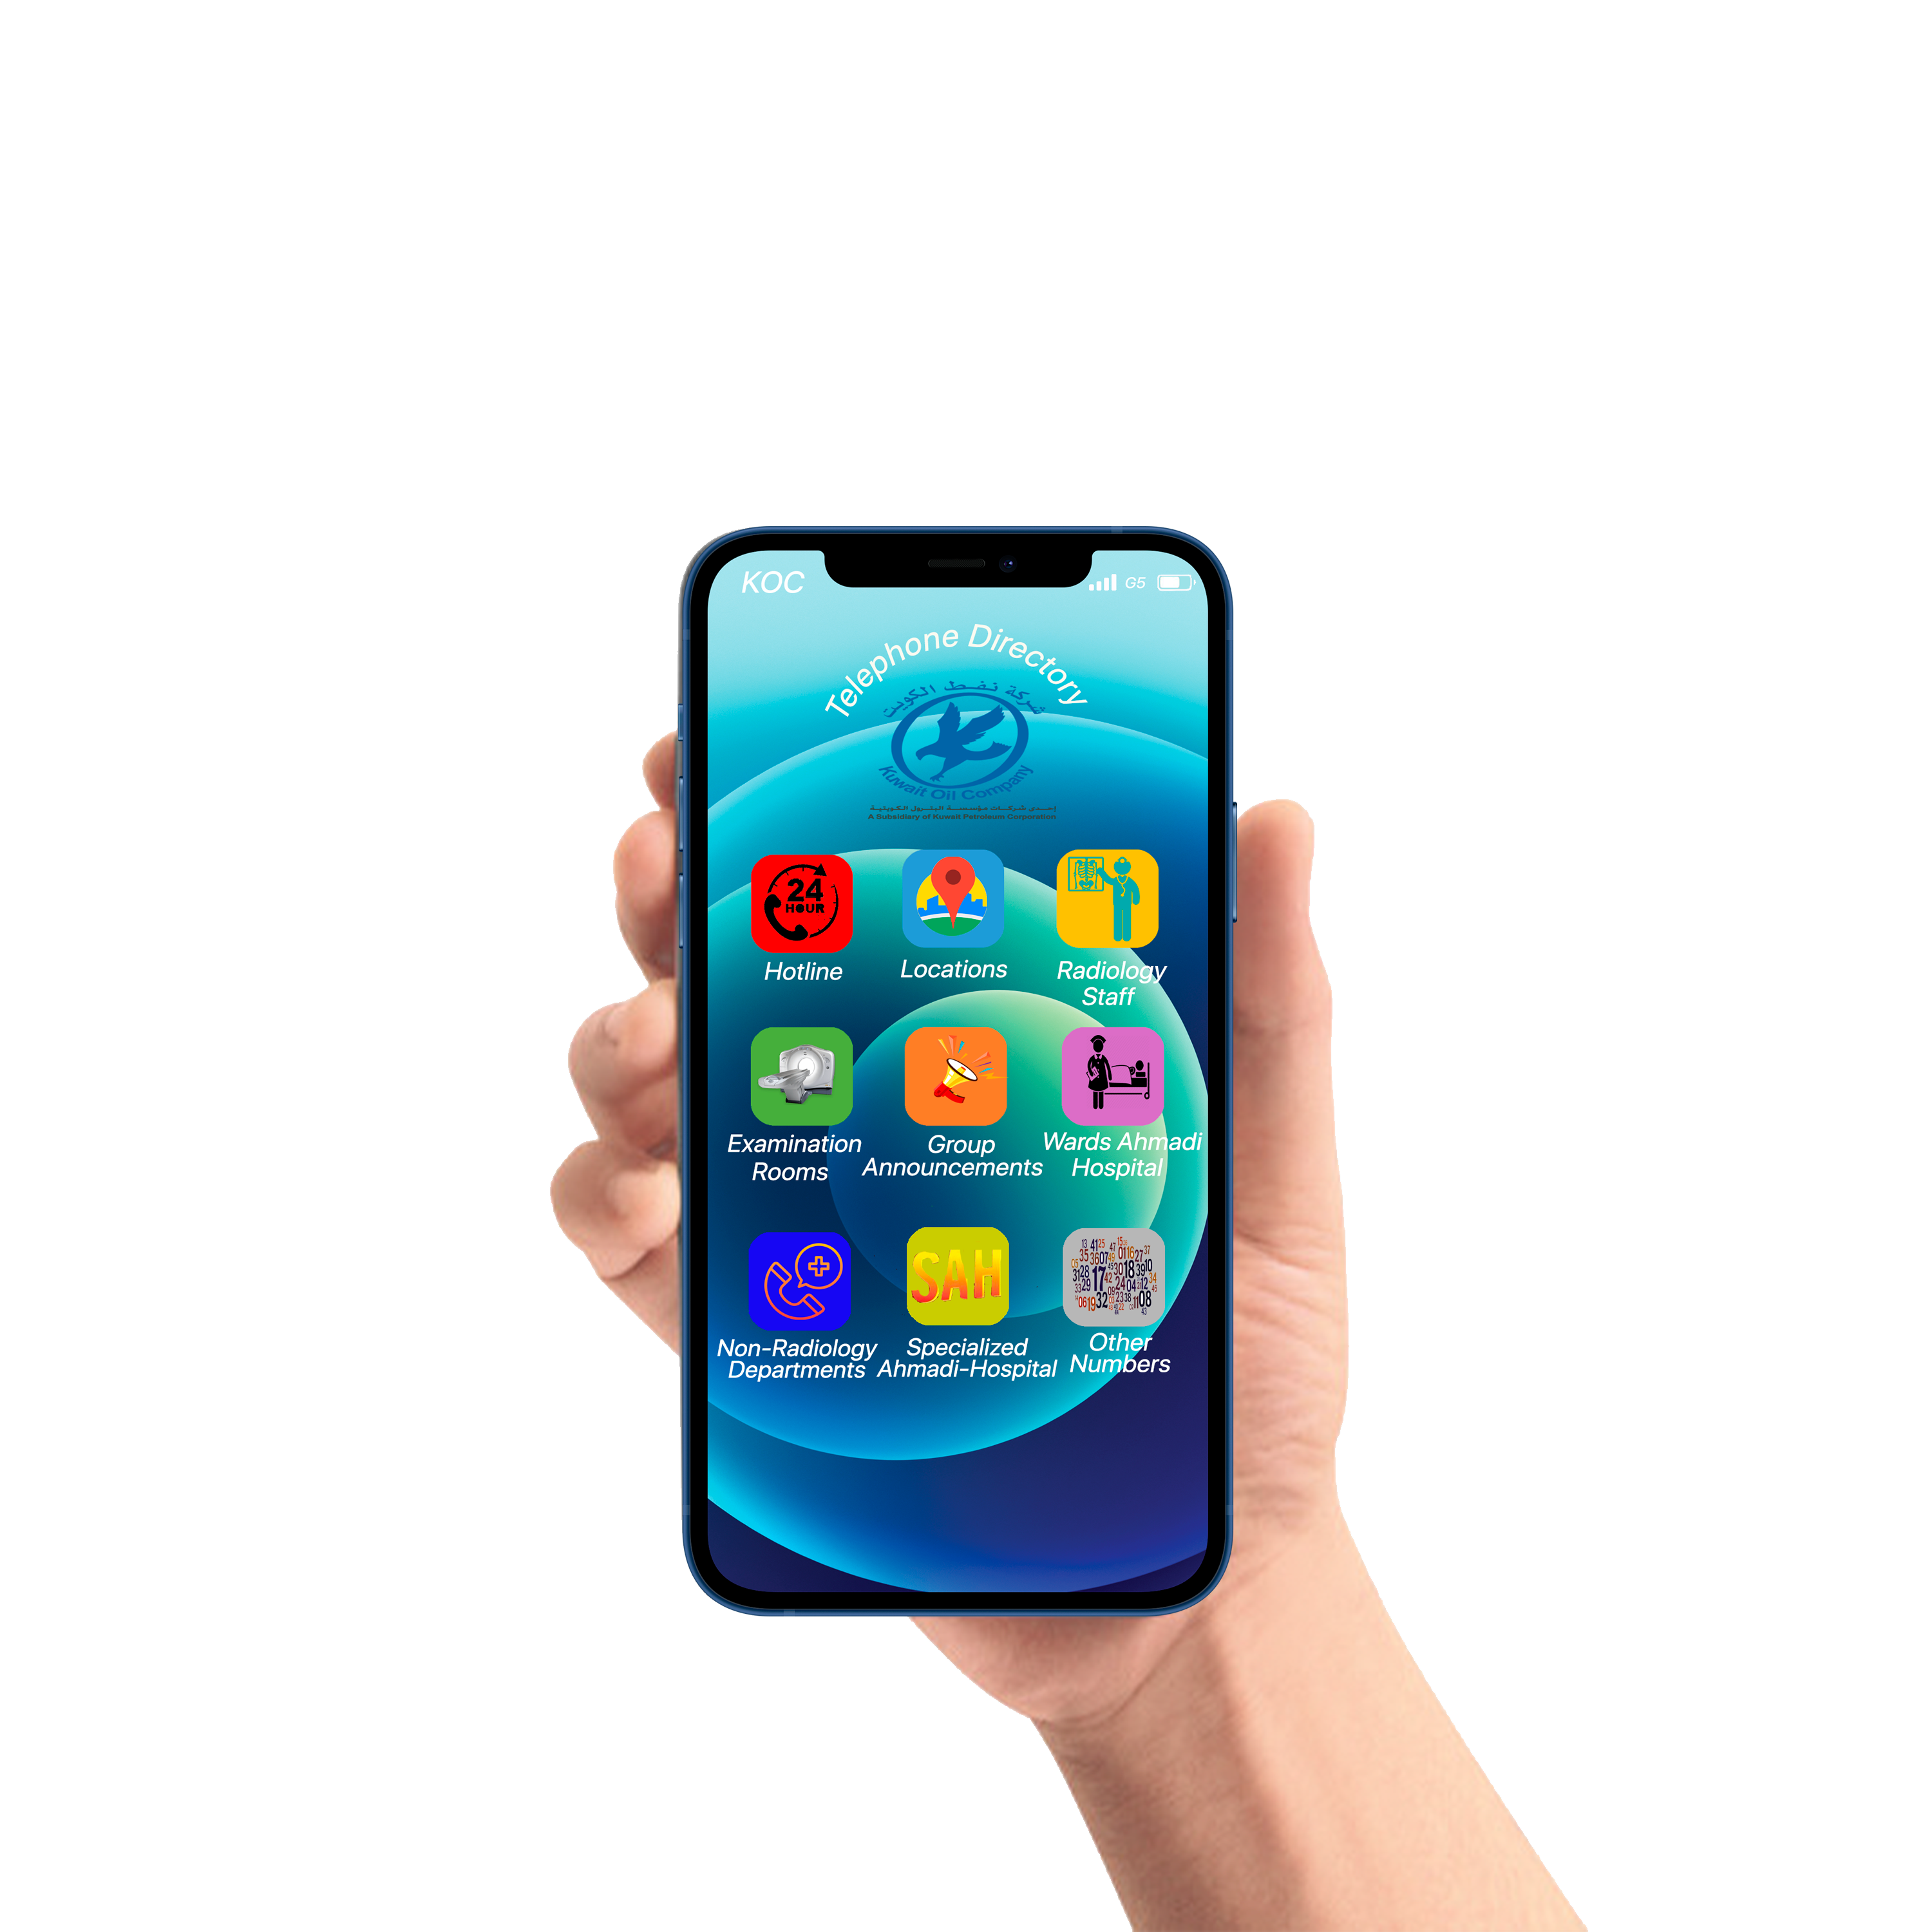 KOC
G5
Telephone Directory
شركة نفط الكويت
Kuwait Oil Company
إحدى شركات مؤسسة البترول الكويتية
A Subsidiary of Kuwait Petroleum Corporation
24
HOUR
Hotline
Locations
Radiology
Staff
Examination
Rooms
Group
Announcements
Wards Ahmadi
Hospital
Non-Radiology
Departments
SAH
Specialized
Ahmadi-Hospital
Other
Numbers